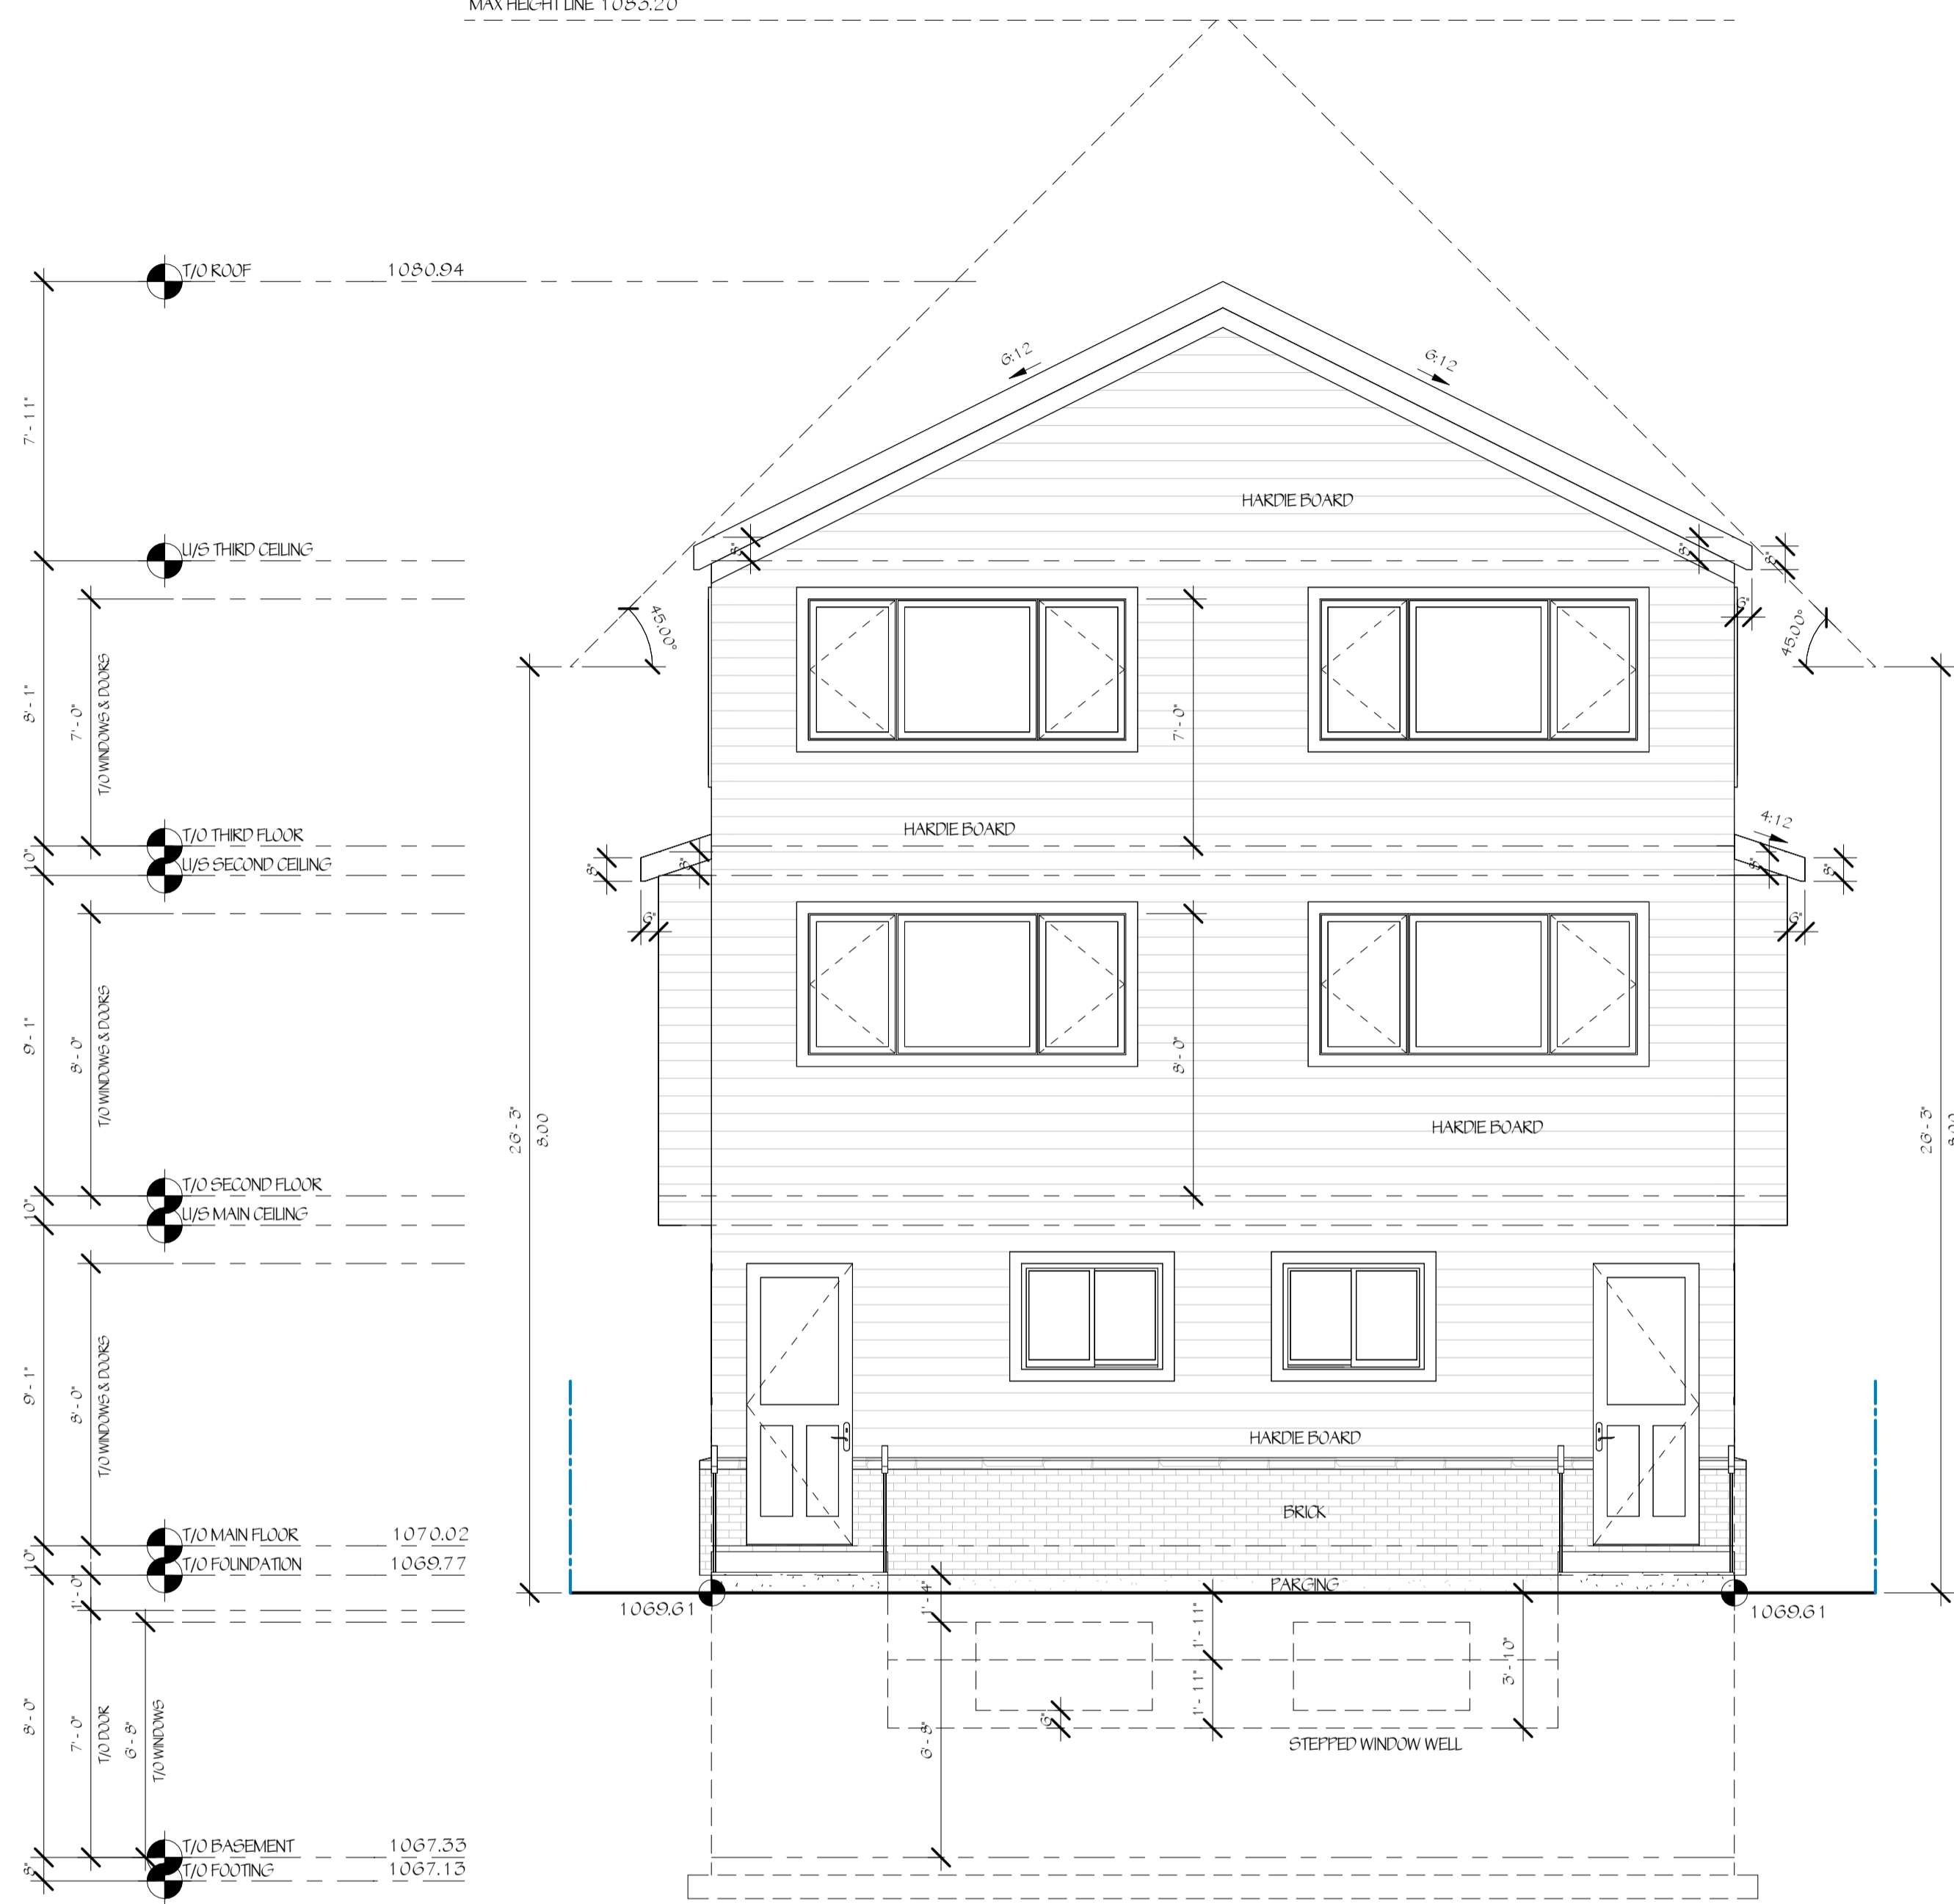 MAX HEIGHT LINE 1083.20
T/O ROOF 1080.94
6:12
6:12
7'-11"
HARDIE BOARD
U/S THIRD CEILING
8"
8"
8"
6"
45.00°
45.00°
8'-1"
7'-0"
T/O WINDOWS & DOORS
7'-0"
4:12
HARDIE BOARD
T/O THIRD FLOOR
10"
U/S SECOND CEILING
8"
8"
8"
8"
6"
6"
9'-1"
8'-0"
T/O WINDOWS & DOORS
8'-0"
26'-3"
8.00
26'-3"
8.00
HARDIE BOARD
T/O SECOND FLOOR
10"
U/S MAIN CEILING
9'-1"
8'-0"
T/O WINDOWS & DOORS
HARDIE BOARD
BRICK
T/O MAIN FLOOR 1070.02
10"
T/O FOUNDATION 1069.77
1'-0"
PARGING
1069.61
1069.61
1'-4"
1'-11"
1'-11"
3'-10"
6"
STEPPED WINDOW WELL
8'-0"
7'-0"
T/O DOOR
6'-8"
T/O WINDOWS
6'-8"
T/O BASEMENT 1067.33
8"
T/O FOOTING 1067.13